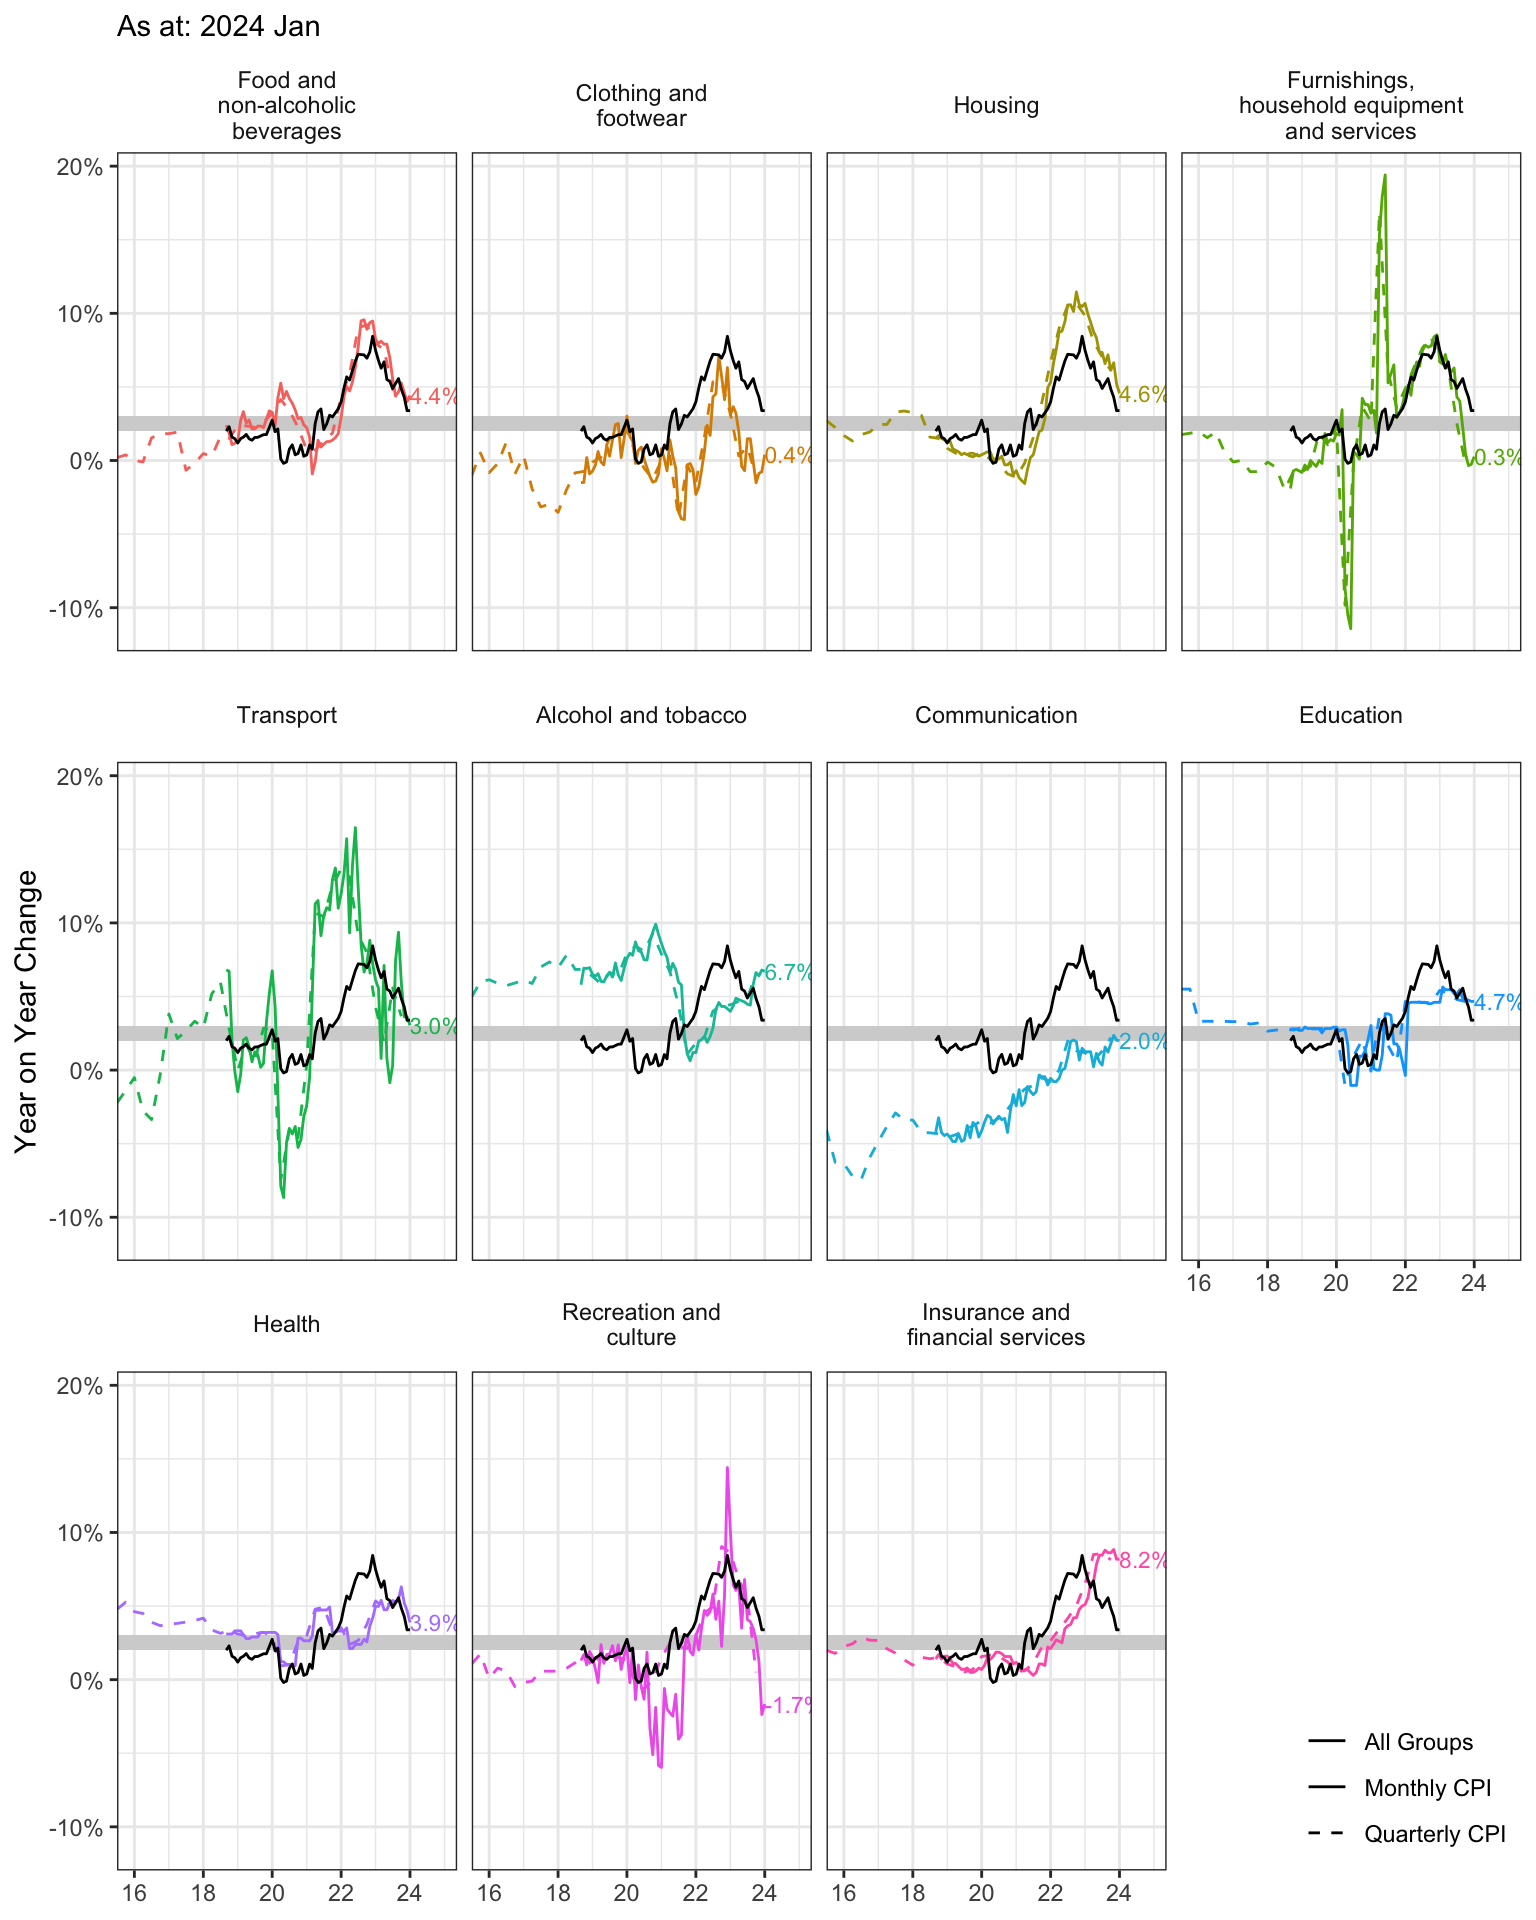 As at: 2024 Jan
Food and
non-alcoholic
beverages
Clothing and
footwear
Housing
Furnishings,
household equipment
and services
20%
10%
0%
-10%
4.4%
0.4%
4.6%
0.3%
Transport
Alcohol and tobacco
Communication
Education
Year on Year Change
20%
10%
0%
-10%
3.0%
6.7%
2.0%
4.7%
16 18 20 22 24
Health
Recreation and
culture
Insurance and
financial services
20%
10%
0%
-10%
3.9%
-1.7%
8.2%
16 18 20 22 24
16 18 20 22 24
16 18 20 22 24
All Groups
Monthly CPI
Quarterly CPI